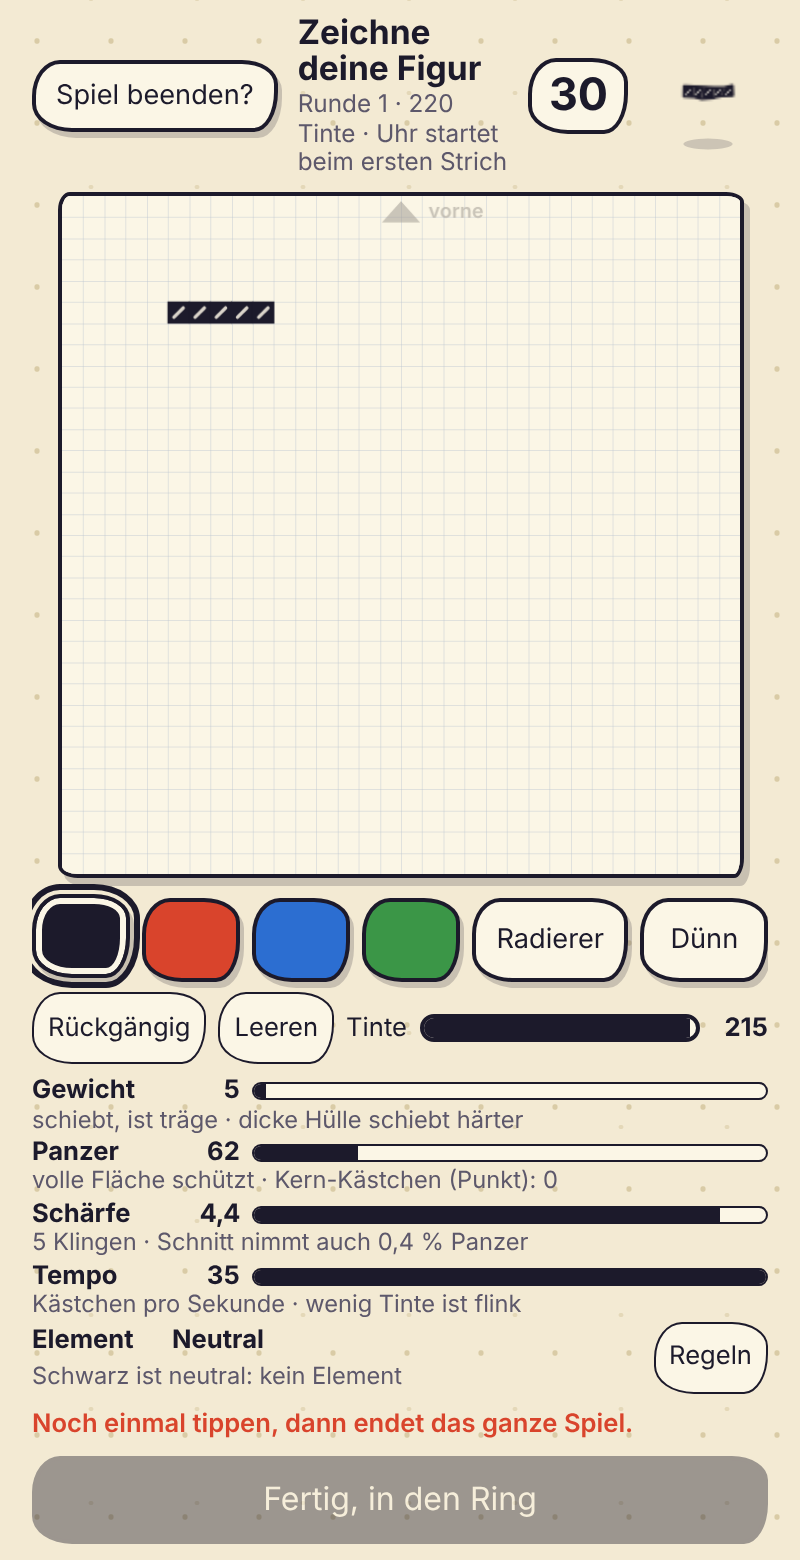 Spiel beenden?
Zeichne
deine Figur
Runde 1 · 220
Tinte · Uhr startet
beim ersten Strich
30
vorne
Radierer
Dünn
Rückgängig
Leeren
Tinte
215
Gewicht 5
schiebt, ist träge · dicke Hülle schiebt härter
Panzer 62
volle Fläche schützt · Kern-Kästchen (Punkt): 0
Schärfe 4,4
5 Klingen · Schnitt nimmt auch 0,4 % Panzer
Tempo 35
Kästchen pro Sekunde · wenig Tinte ist flink
Element Neutral
Schwarz ist neutral: kein Element
Regeln
Noch einmal tippen, dann endet das ganze Spiel.
Fertig, in den Ring